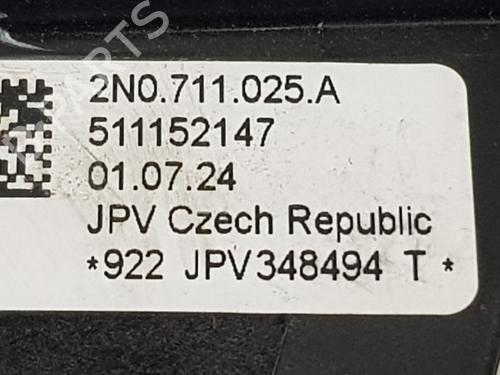 2N0.711.025.A
511152147
01.07.24
JPV Czech Republic
*922 JPV348494 T *